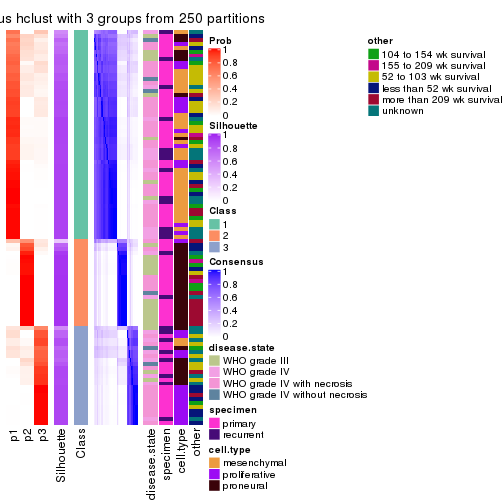 us hclust with 3 groups from 250 partitions
Prob
1
0.8
0.6
0.4
0.2
0
Silhouette
1
0.8
0.6
0.4
0.2
0
Class
1
2
3
Consensus
1
0.8
0.6
0.4
0.2
0
disease.state
WHO grade III
WHO grade IV
WHO grade IV with necrosis
WHO grade IV without necrosis
specimen
primary
recurrent
cell.type
mesenchymal
proliferative
proneural
other
104 to 154 wk survival
155 to 209 wk survival
52 to 103 wk survival
less than 52 wk survival
more than 209 wk survival
unknown
p1
p2
p3
Silhouette
Class
disease.state
specimen
cell.type
other